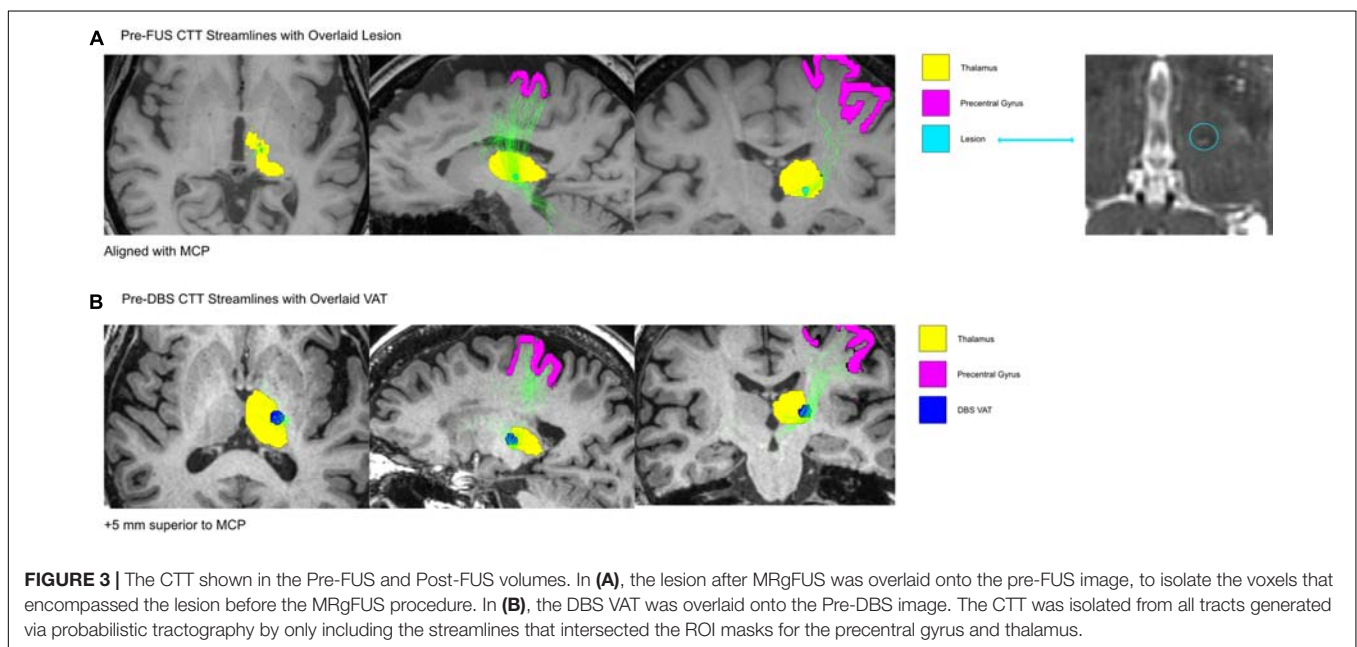 A Pre-FUS CTT Streamlines with Overlaid Lesion
Thalamus
Precentral Gyrus
Lesion
Aligned with MCP
B Pre-DBS CTT Streamlines with Overlaid VAT
Thalamus
Precentral Gyrus
DBS VAT
+5 mm superior to MCP
FIGURE 3 | The CTT shown in the Pre-FUS and Post-FUS volumes. In (A), the lesion after MRgFUS was overlaid onto the pre-FUS image, to isolate the voxels that
encompassed the lesion before the MRgFUS procedure. In (B), the DBS VAT was overlaid onto the Pre-DBS image. The CTT was isolated from all tracts generated
via probabilistic tractography by only including the streamlines that intersected the ROI masks for the precentral gyrus and thalamus.